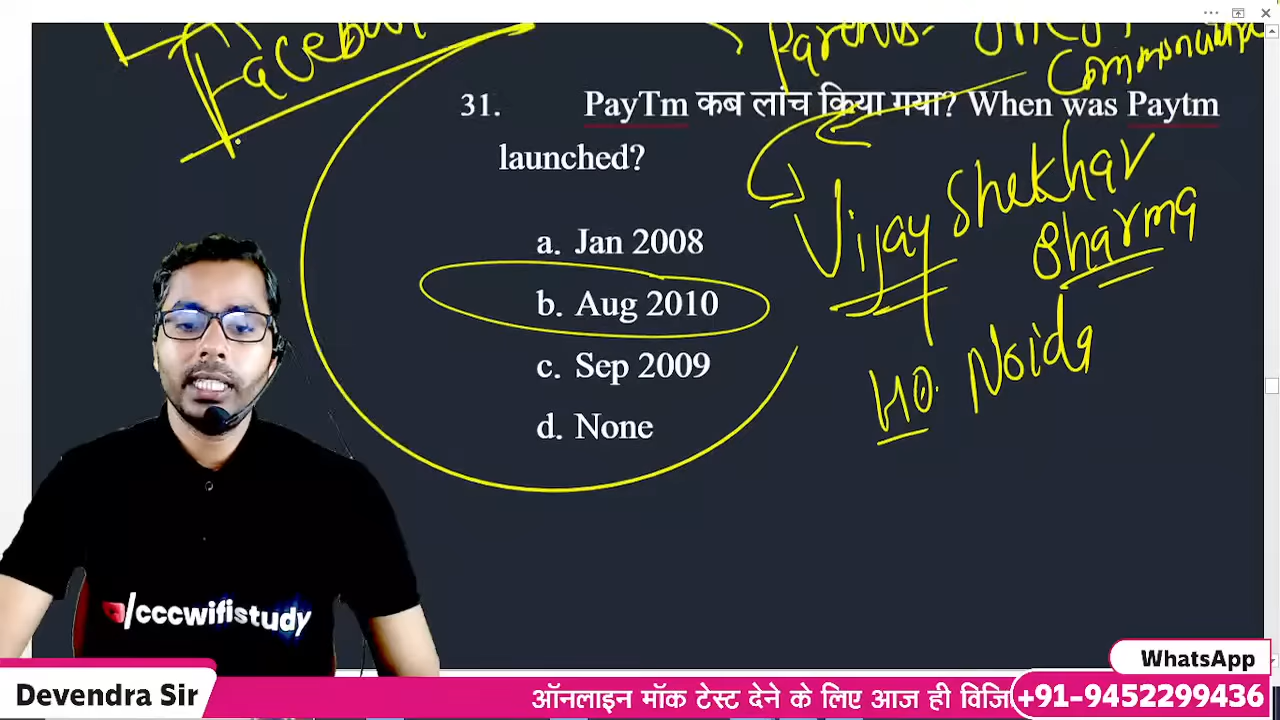 Facebook
Parents-
Communication
31. PayTm कब लांच किया गया? When was Paytm
launched?
Vijay Shekhar
Sharma
a. Jan 2008
b. Aug 2010
c. Sep 2009
d. None
HO. Noida
/cccwifistudy
WhatsApp
Devendra Sir
ऑनलाइन मॉक टेस्ट देने के लिए आज ही
+91-9452299436